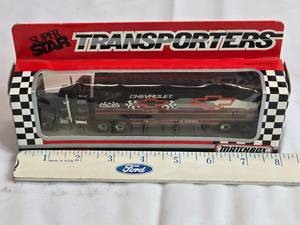 SUPER
STAR TRANSPORTERS
CHEVROLET
MATCHBOX
1 2 3 4 5 6 7 8
Ford